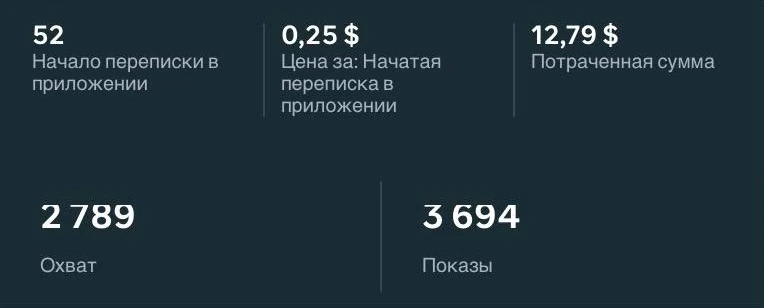 52
Начало переписки в
приложении
0,25 $
Цена за: Начатая
переписка в
приложении
12,79 $
Потраченная сумма
2 789
Охват
3 694
Показы